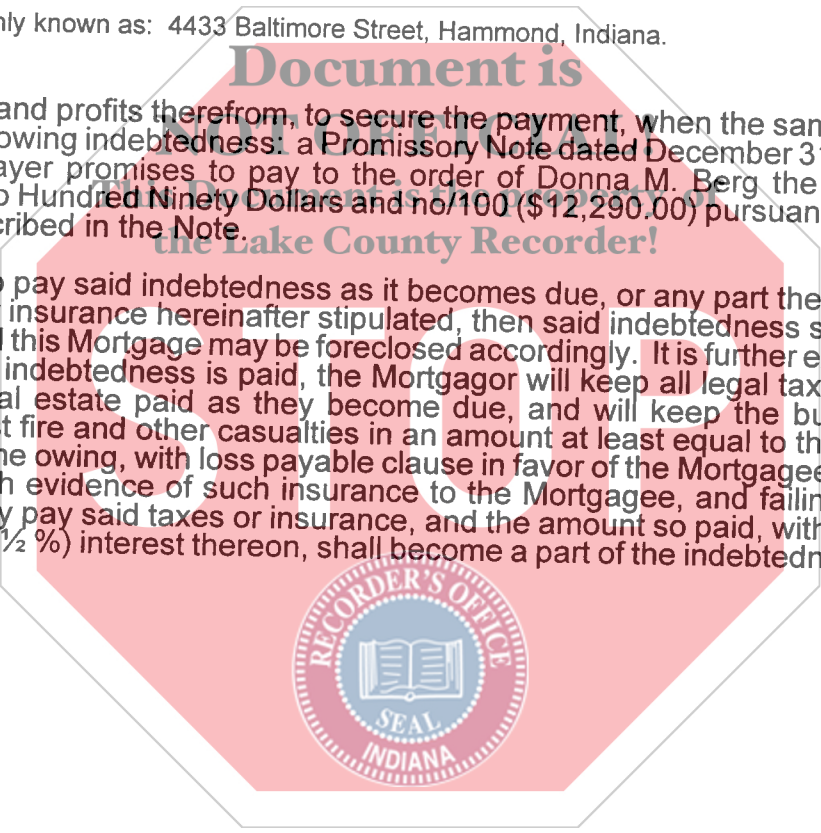 nly known as: 4433 Baltimore Street, Hammond, Indiana.
Document is
and profits therefrom, to secure the payment, when the sam
NOT OFFICIAL!
owing indebtedness: a Promissory Note dated December 31
ayer promises to pay to the order of Donna M. Berg the
This Document is the property of
o Hundred Ninety Dollars and no/100 ($12,290.00) pursuan
cribed in the Note.
the Lake County Recorder!
o pay said indebtedness as it becomes due, or any part the
insurance hereinafter stipulated, then said indebtedness s
this Mortgage may be foreclosed accordingly. It is further e
indebtedness is paid, the Mortgagor will keep all legal tax
al estate paid as they become due, and will keep the bu
t fire and other casualties in an amount at least equal to th
ne owing, with loss payable clause in favor of the Mortgagee
h evidence of such insurance to the Mortgagee, and failin
y pay said taxes or insurance, and the amount so paid, with
½ %) interest thereon, shall become a part of the indebtedn
STOP
RECORDER'S OFFICE
SEAL
INDIANA